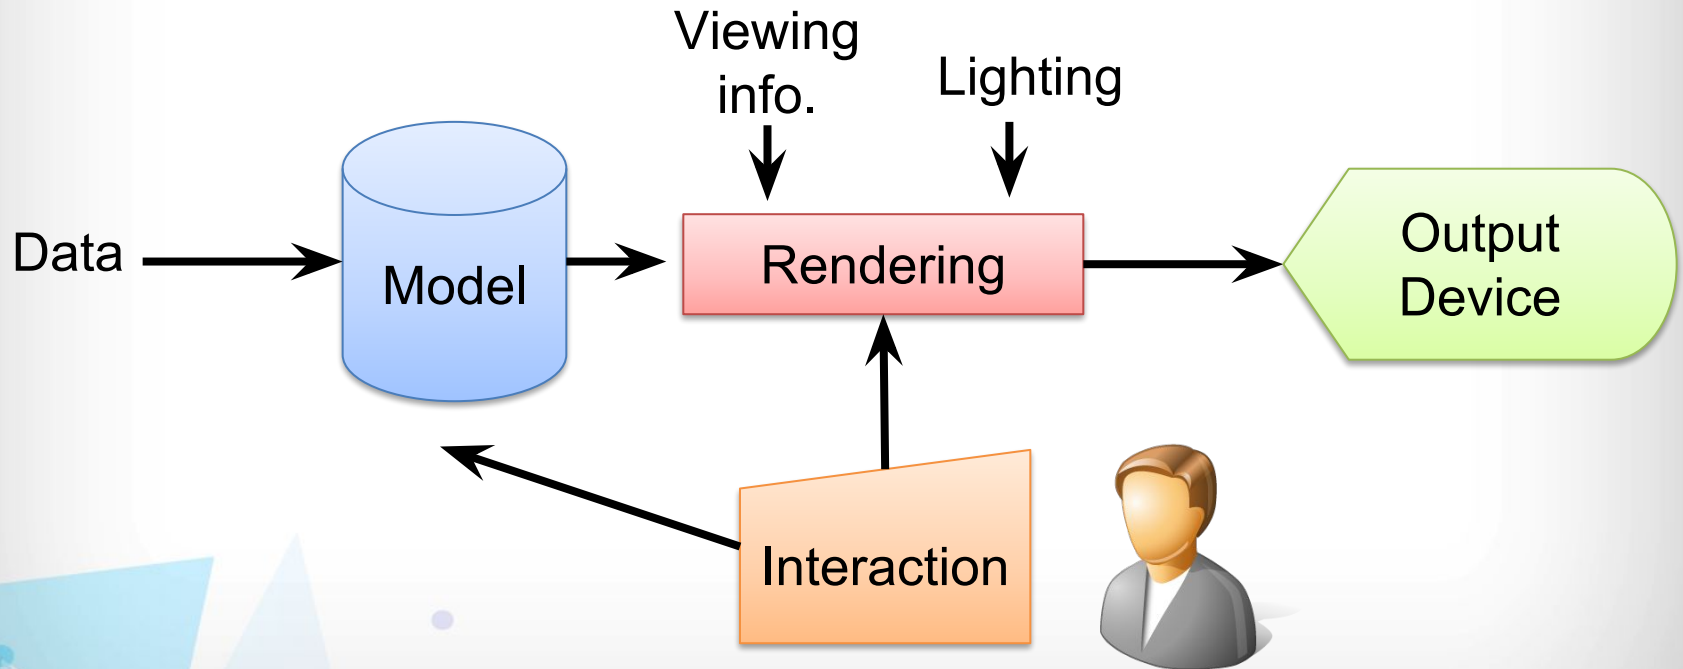 Viewing
info.
Lighting
Data
Model
Rendering
Output
Device
Interaction